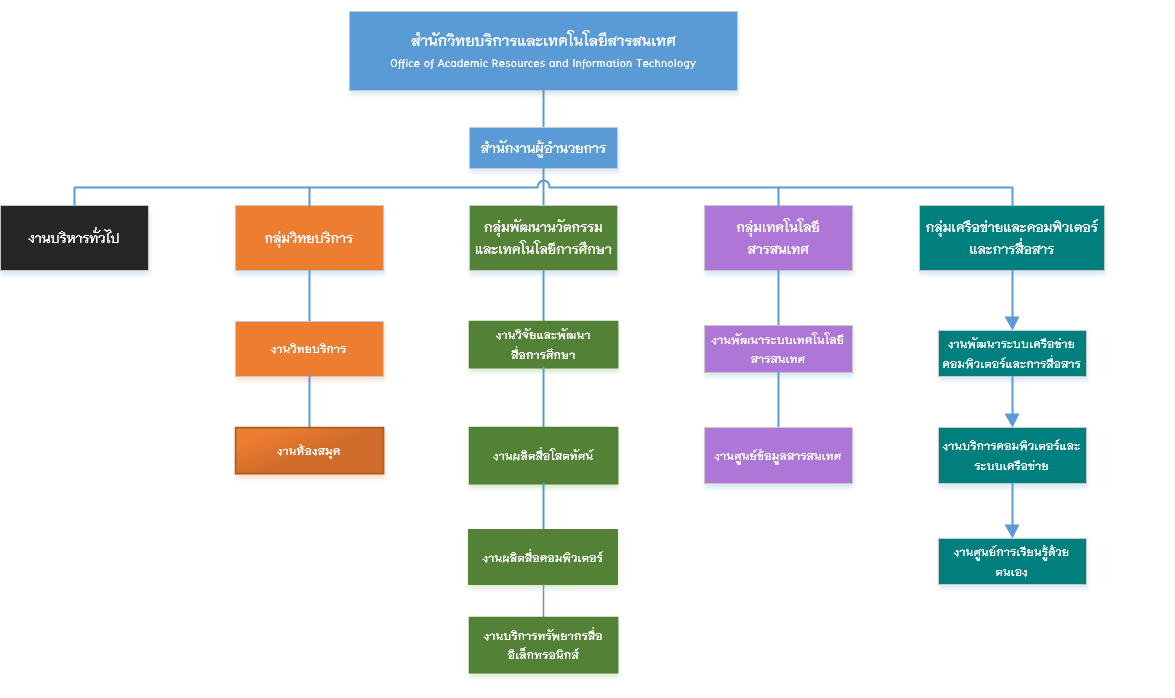 สำนักวิทยบริการและเทคโนโลยีสารสนเทศ
Office of Academic Resources and Information Technology
สำนักงานผู้อำนวยการ
งานบริหารทั่วไป
กลุ่มวิทยบริการ
กลุ่มพัฒนานวัตกรรม
และเทคโนโลยีการศึกษา
กลุ่มเทคโนโลยี
สารสนเทศ
กลุ่มเครือข่ายและคอมพิวเตอร์
และการสื่อสาร
งานวิทยบริการ
งานวิจัยและพัฒนา
สื่อการศึกษา
งานพัฒนาระบบเทคโนโลยี
สารสนเทศ
งานพัฒนาระบบเครือข่าย
คอมพิวเตอร์และการสื่อสาร
งานห้องสมุด
งานผลิตสื่อโสตทัศน์
งานศูนย์ข้อมูลสารสนเทศ
งานบริการคอมพิวเตอร์และ
ระบบเครือข่าย
งานผลิตสื่อคอมพิวเตอร์
งานศูนย์การเรียนรู้ด้วย
ตนเอง
งานบริการทรัพยากรสื่อ
อิเล็กทรอนิกส์